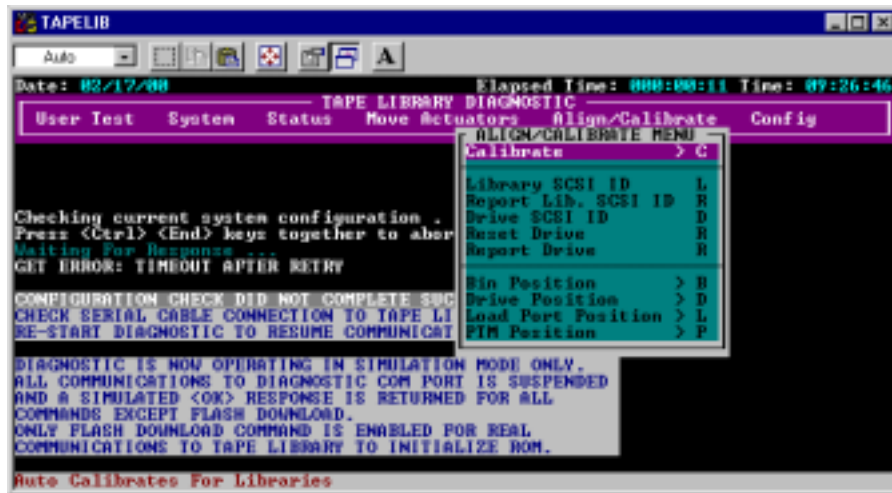 TAPELIB
Auto
A
Date: 02/17/00 Elapsed Time: 000:00:11 Time: 09:26:46
TAPE LIBRARY DIAGNOSTIC
User Test System Status Move Actuators Align/Calibrate Config
ALIGN/CALIBRATE MENU
Calibrate > C
Library SCSI ID L
Report Lib. SCSI ID R
Drive SCSI ID D
Reset Drive R
Report Drive R
Bin Position > B
Drive Position > D
Load Port Position > L
PTM Position > P
Checking current system configuration .
Press <Ctrl> <End> keys together to abor
Waiting For Response ...
GET ERROR: TIMEOUT AFTER RETRY
CONFIGURATION CHECK DID NOT COMPLETE SUC
CHECK SERIAL CABLE CONNECTION TO TAPE LI
RE-START DIAGNOSTIC TO RESUME COMMUNICAT
DIAGNOSTIC IS NOW OPERATING IN SIMULATION MODE ONLY.
ALL COMMUNICATIONS TO DIAGNOSTIC COM PORT IS SUSPENDED
AND A SIMULATED <OK> RESPONSE IS RETURNED FOR ALL
COMMANDS EXCEPT FLASH DOWNLOAD.
ONLY FLASH DOWNLOAD COMMAND IS ENABLED FOR REAL
COMMUNICATIONS TO TAPE LIBRARY TO INITIALIZE ROM.
Auto Calibrates For Libraries